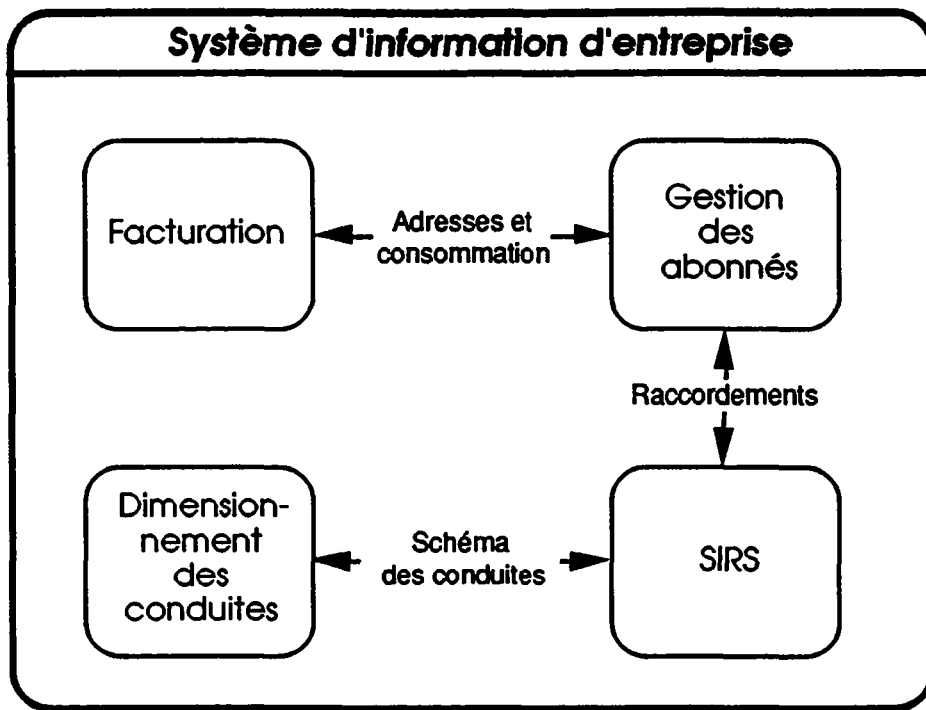 Système d'information d'entreprise
Facturation
Adresses et
consommation
Gestion
des
abonnés
Raccordements
Dimension-
nement
des
conduites
Schéma
des conduites
SIRS